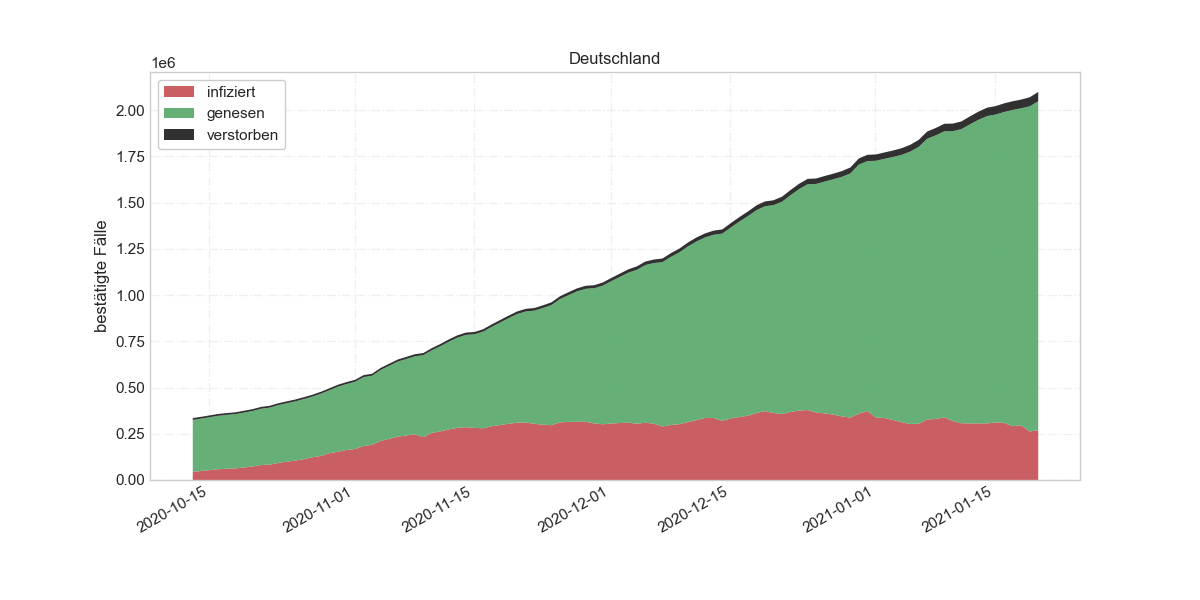 Deutschland
1e6
infiziert
genesen
verstorben
bestätigte Fälle
2.00
1.75
1.50
1.25
1.00
0.75
0.50
0.25
0.00
2020-10-15
2020-11-01
2020-11-15
2020-12-01
2020-12-15
2021-01-01
2021-01-15